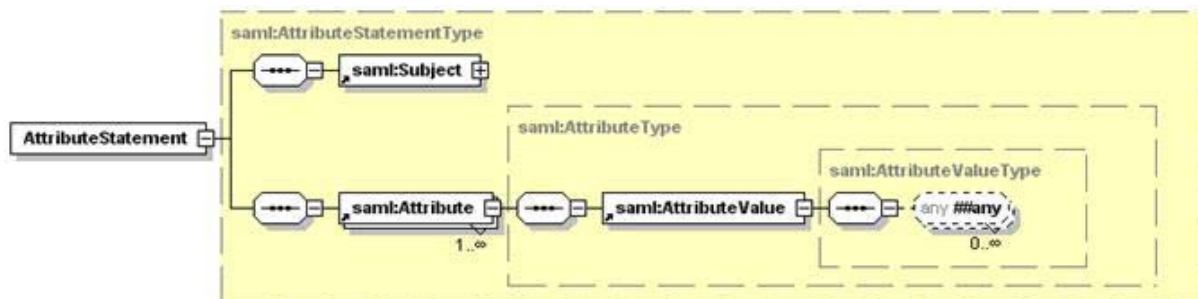 saml:AttributeStatementType
saml:Subject
AttributeStatement
saml:AttributeType
saml:AttributeValueType
saml:Attribute
saml:AttributeValue
any ##any
1..∞
0..∞